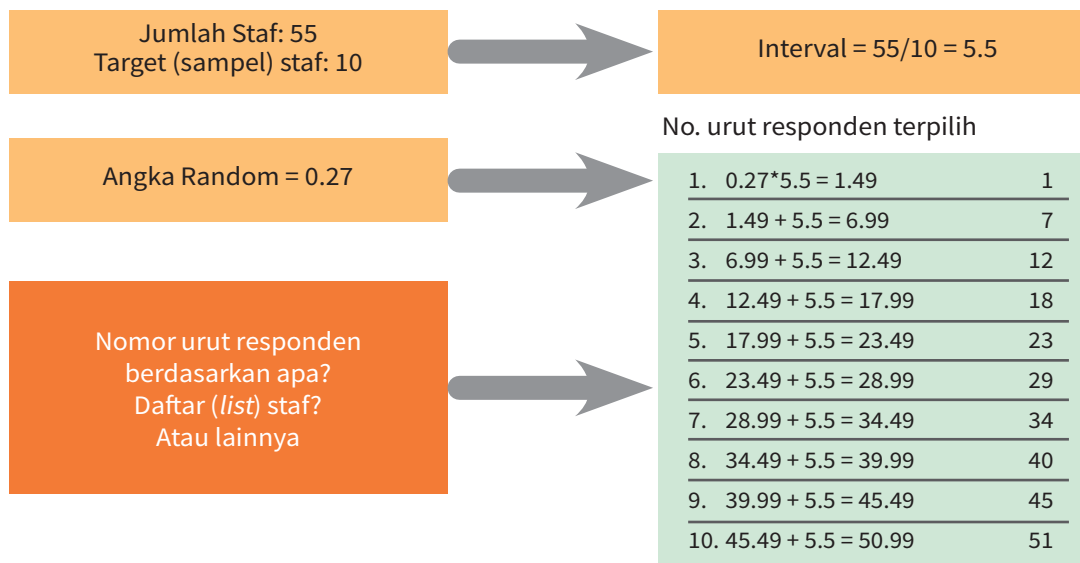 Jumlah Staf: 55
Target (sampel) staf: 10
Interval = 55/10 = 5.5
Angka Random = 0.27
Nomor urut responden
berdasarkan apa?
Daftar (list) staf?
Atau lainnya
No. urut responden terpilih
1. 0.27*5.5 = 1.49 1
2. 1.49 + 5.5 = 6.99 7
3. 6.99 + 5.5 = 12.49 12
4. 12.49 + 5.5 = 17.99 18
5. 17.99 + 5.5 = 23.49 23
6. 23.49 + 5.5 = 28.99 29
7. 28.99 + 5.5 = 34.49 34
8. 34.49 + 5.5 = 39.99 40
9. 39.99 + 5.5 = 45.49 45
10. 45.49 + 5.5 = 50.99 51